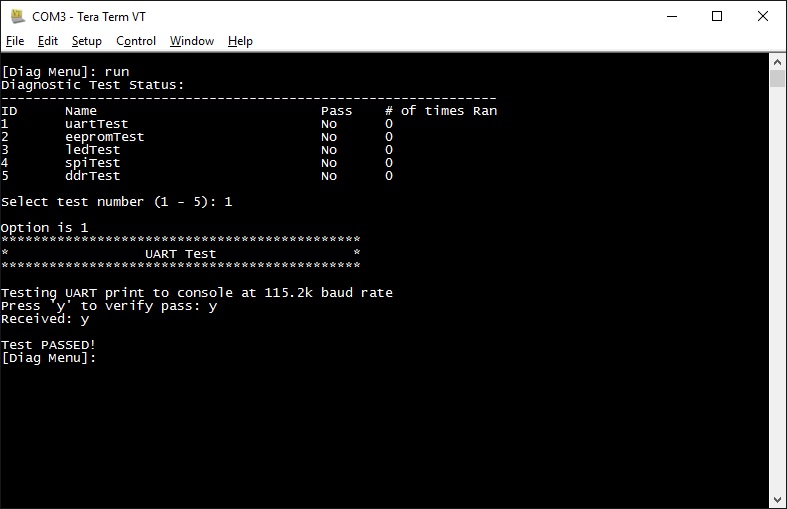 COM3 - Tera Term VT
File Edit Setup Control Window Help
[Diag Menu]: run
Diagnostic Test Status:
--------------------------------------------------------------
ID Name Pass # of times Ran
1 uartTest No 0
2 eepromTest No 0
3 ledTest No 0
4 spiTest No 0
5 ddrTest No 0
Select test number (1 - 5): 1
Option is 1
*********************************************
* UART Test *
*********************************************
Testing UART print to console at 115.2k baud rate
Press 'y' to verify pass: y
Received: y
Test PASSED!
[Diag Menu]: